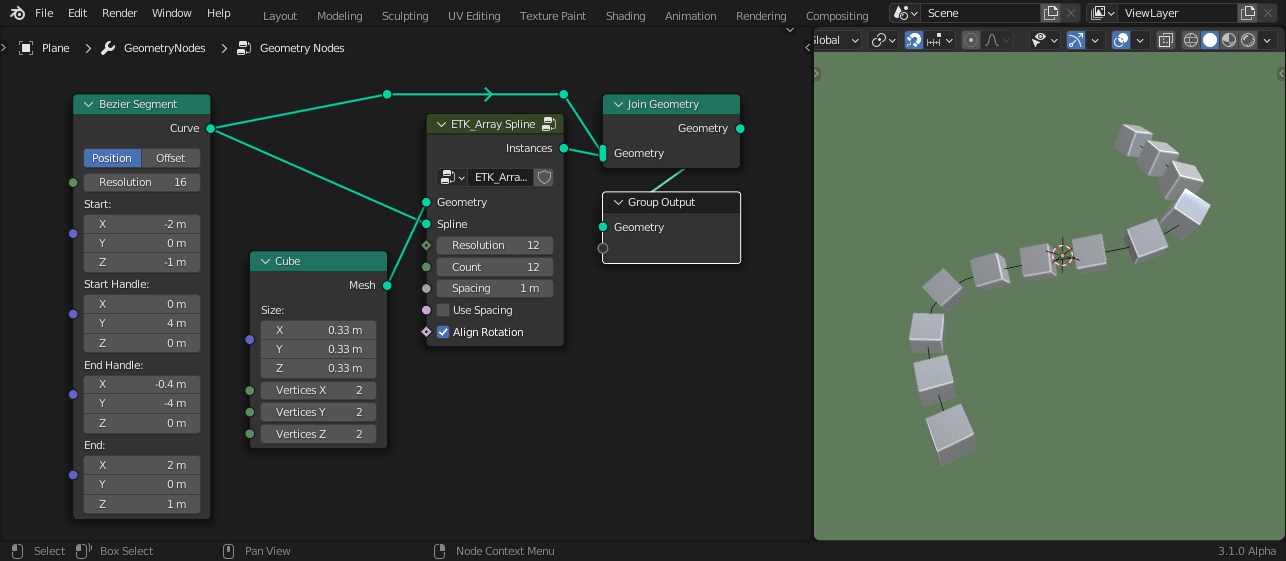 File Edit Render Window Help
Layout Modeling Sculpting UV Editing Texture Paint Shading Animation Rendering Compositing
Scene
ViewLayer
Plane GeometryNodes Geometry Nodes
lobal
Bezier Segment
Curve
Position Offset
Resolution 16
Start:
X -2 m
Y 0 m
Z -1 m
Start Handle:
X 0 m
Y 4 m
Z 0 m
End Handle:
X -0.4 m
Y -4 m
Z 0 m
End:
X 2 m
Y 0 m
Z 1 m
Cube
Mesh
Size:
X 0.33 m
Y 0.33 m
Z 0.33 m
Vertices X 2
Vertices Y 2
Vertices Z 2
ETK_Array Spline
Instances
ETK_Arra...
Geometry
Spline
Resolution 12
Count 12
Spacing 1 m
Use Spacing
Align Rotation
Join Geometry
Geometry
Geometry
Group Output
Geometry
Select Box Select Pan View Node Context Menu
3.1.0 Alpha